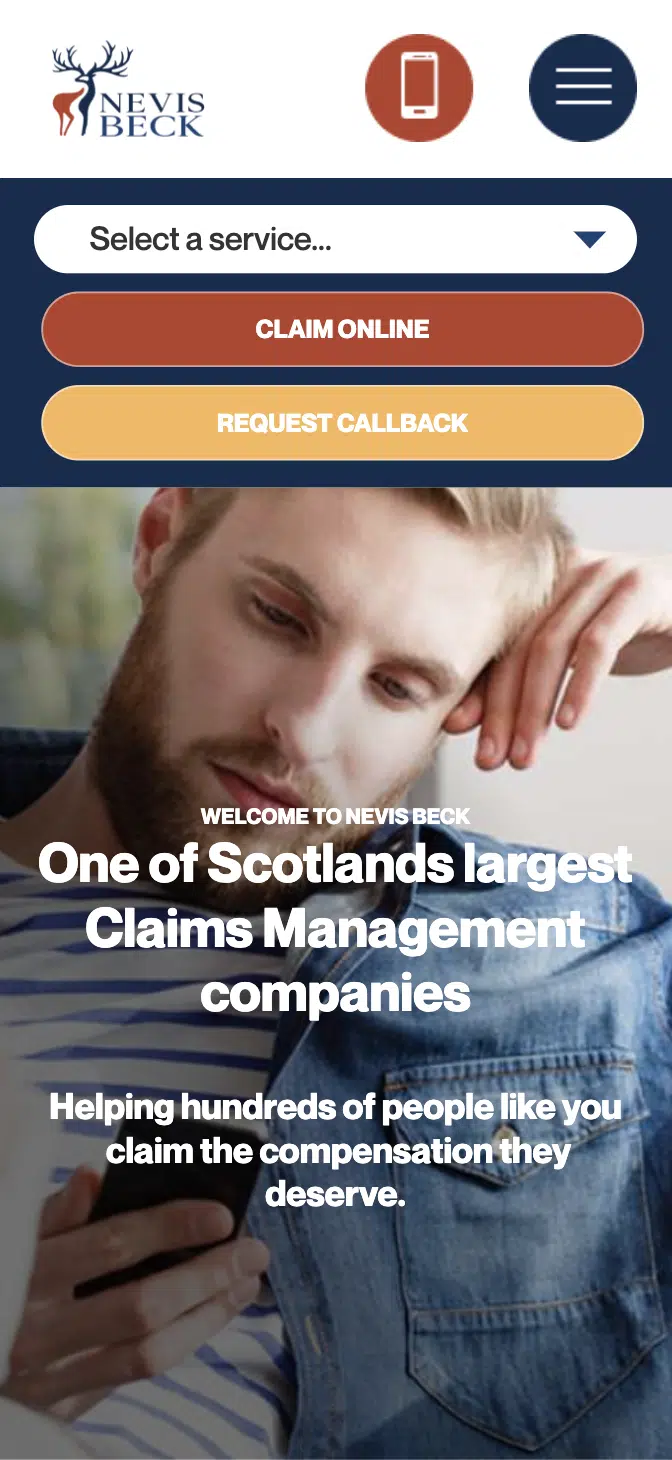 NEVIS
BECK
Select a service...
CLAIM ONLINE
REQUEST CALLBACK
WELCOME TO NEVIS BECK
One of Scotlands largest
Claims Management
companies
Helping hundreds of people like you
claim the compensation they
deserve.